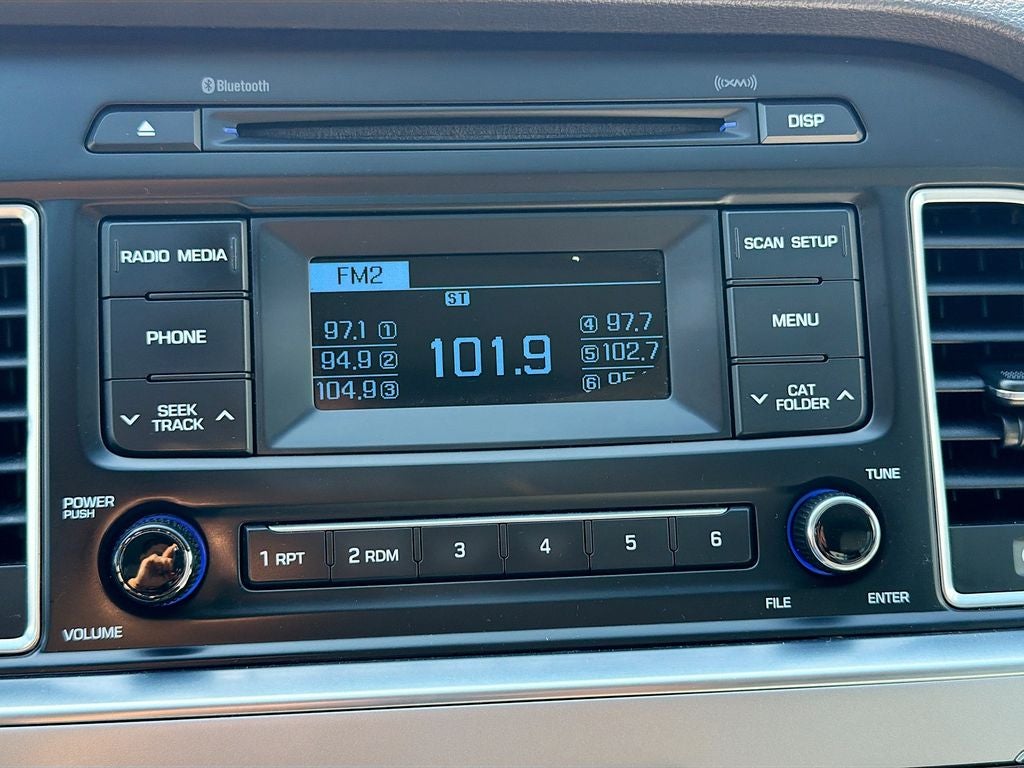 Bluetooth
((XM))
DISP
RADIO MEDIA
PHONE
SEEK
TRACK
FM2
ST
97.1 1
94.9 2
104.9 3
101.9
4 97.7
5 102.7
6
SCAN SETUP
MENU
CAT
FOLDER
POWER
PUSH
VOLUME
1 RPT
2 RDM
3
4
5
6
TUNE
FILE
ENTER